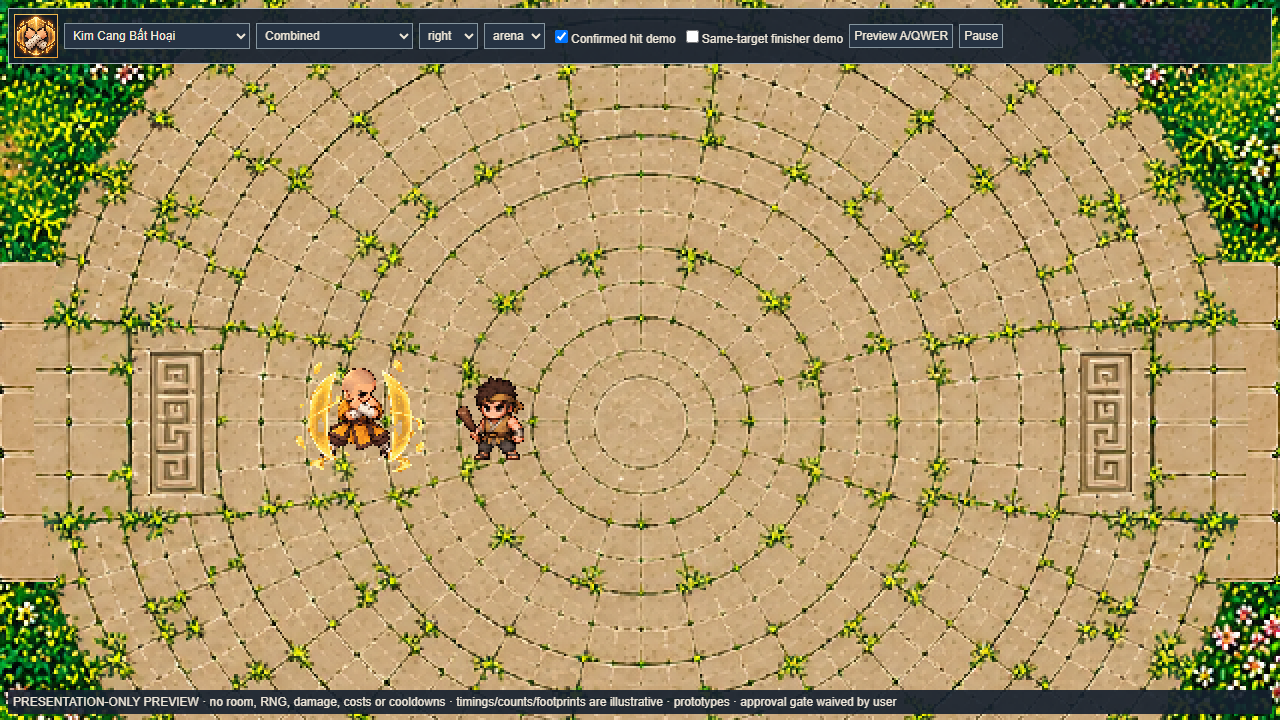 Kim Cang Bất Hoại Combined right arena Confirmed hit demo Same-target finisher demo Preview A/QWER Pause
PRESENTATION-ONLY PREVIEW · no room, RNG, damage, costs or cooldowns · timings/counts/footprints are illustrative · prototypes · approval gate waived by user